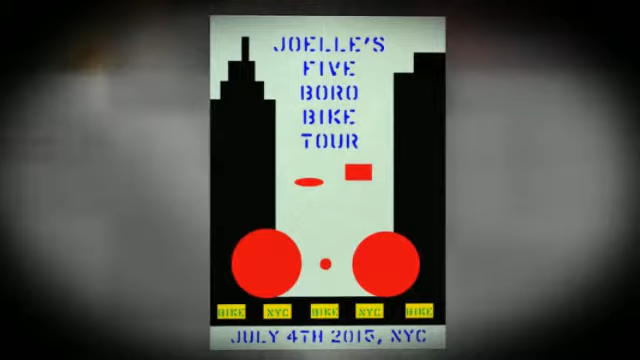 JOELLE'S
FIVE
BORO
BIKE
TOUR
BIKE NYC BIKE NYC BIKE
JULY 4TH 2015, NYC